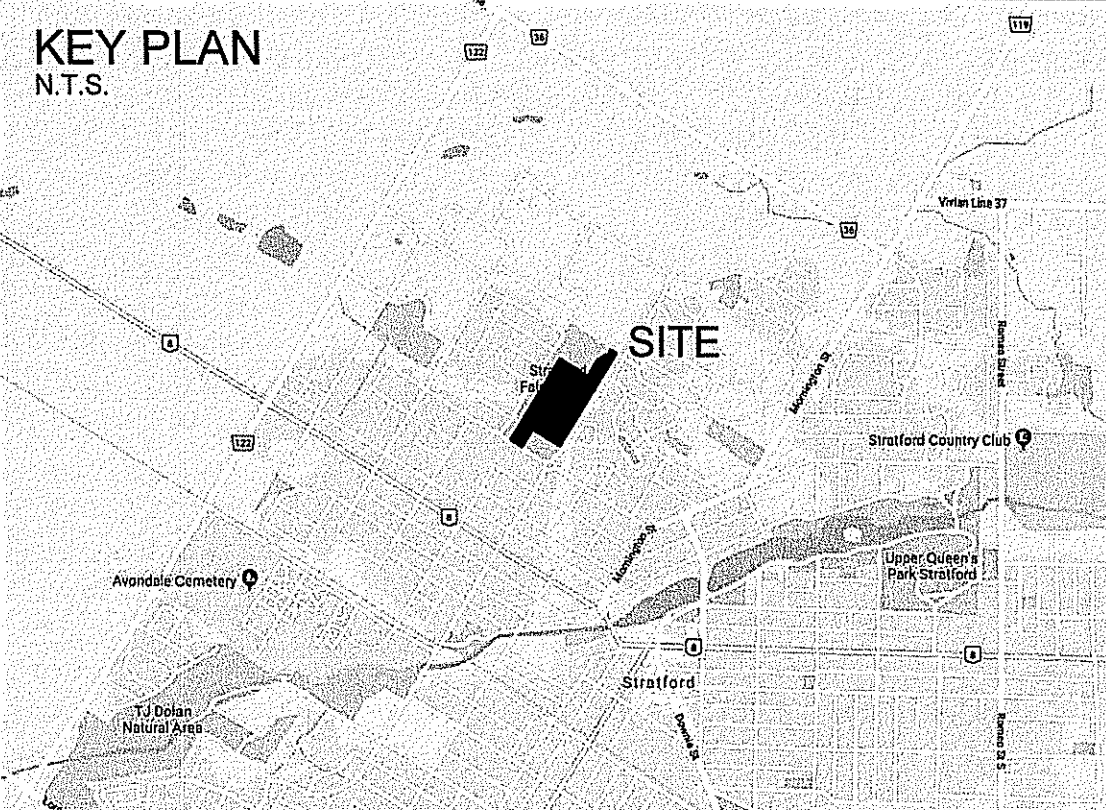 KEY PLAN
N.T.S.
122
36
119
Vivian Line 37
36
8
SITE
Romeo Street
Mornington St
122
Stratford Country Club
8
Mornington St
Avondale Cemetery
Upper Queen's
Park Stratford
8
8
Stratford
TJ Dolan
Natural Area
Downie St
Romeo St S